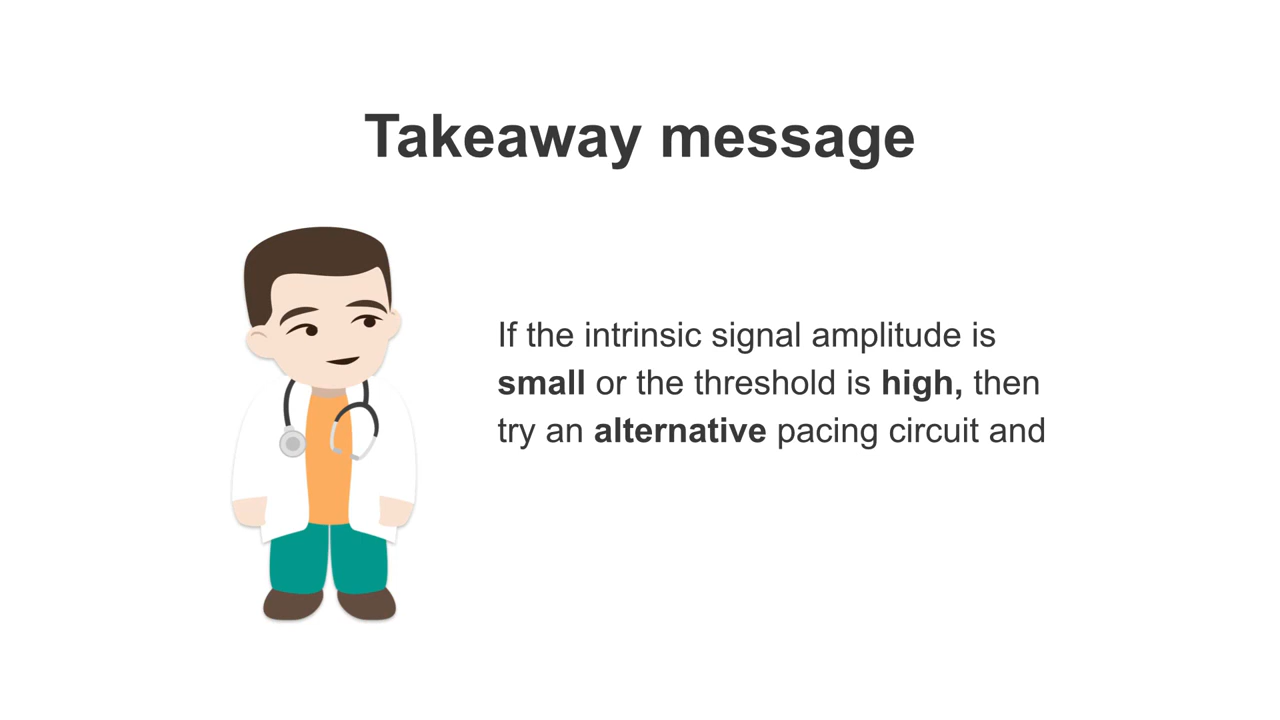 Takeaway message
If the intrinsic signal amplitude is
small or the threshold is high, then
try an alternative pacing circuit and